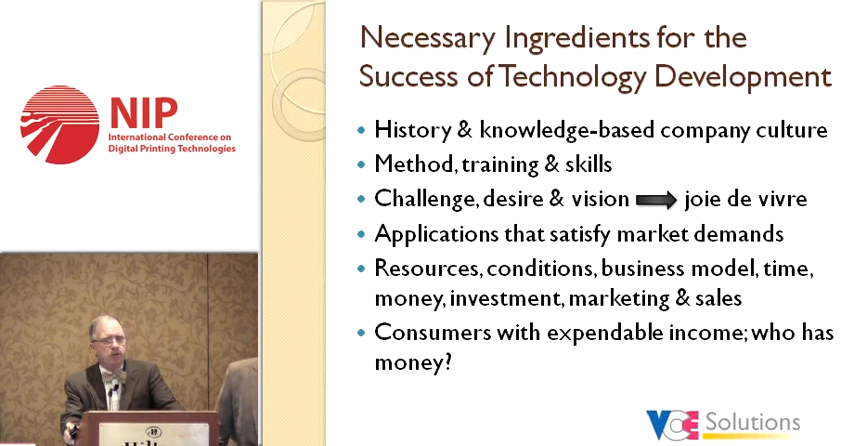 NIP
International Conference on
Digital Printing Technologies
Necessary Ingredients for the
Success of Technology Development
• History & knowledge-based company culture
• Method, training & skills
• Challenge, desire & vision ➡ joie de vivre
• Applications that satisfy market demands
• Resources, conditions, business model, time,
money, investment, marketing & sales
• Consumers with expendable income; who has
money?
VCE Solutions